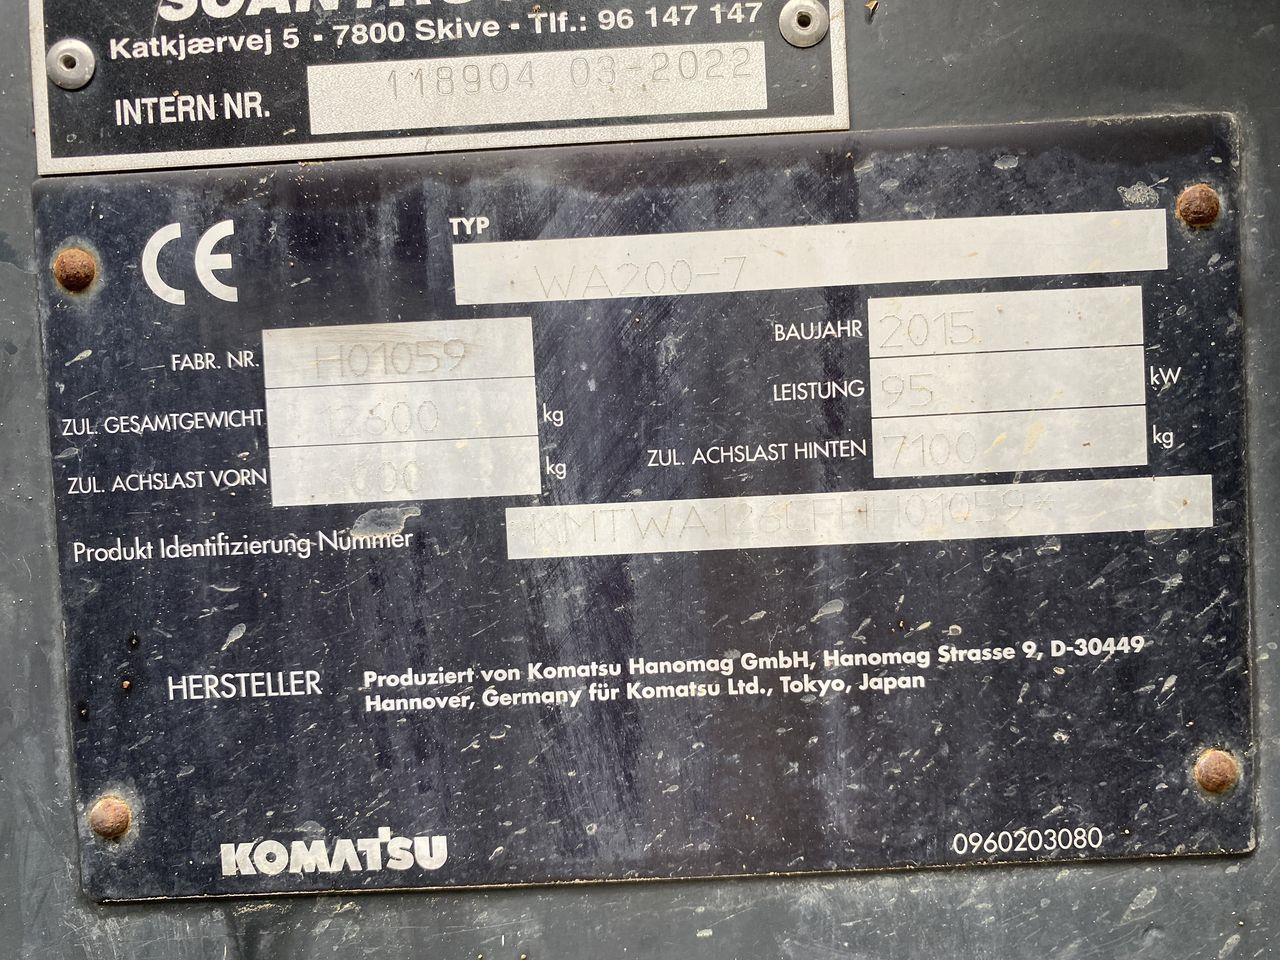 Katkjærvej 5 - 7800 Skive - Tlf.: 96 147 147
INTERN NR. 118904 03-2022
CE
TYP WA200-7
FABR. NR. H01059
BAUJAHR 2015
ZUL. GESAMTGEWICHT 12600 kg
LEISTUNG 95 kW
ZUL. ACHSLAST VORN kg
ZUL. ACHSLAST HINTEN 7100 kg
Produkt Identifizierung-Nummer
HERSTELLER
Produziert von Komatsu Hanomag GmbH, Hanomag Strasse 9, D-30449
Hannover, Germany für Komatsu Ltd., Tokyo, Japan
KOMATSU
0960203080